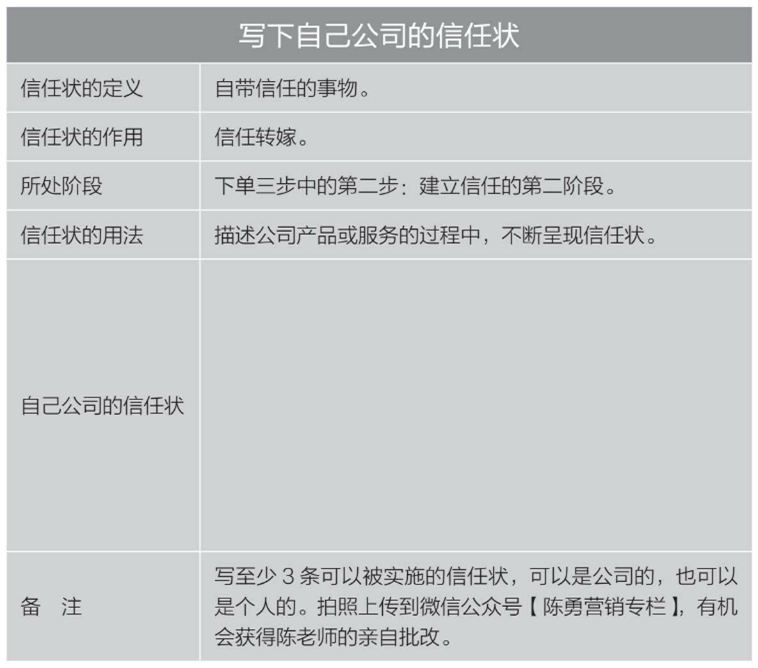 写下自己公司的信任状
信任状的定义
自带信任的事物。
信任状的作用
信任转嫁。
所处阶段
下单三步中的第二步：建立信任的第二阶段。
信任状的用法
描述公司产品或服务的过程中，不断呈现信任状。
自己公司的信任状
备 注
写至少 3 条可以被实施的信任状，可以是公司的，也可以
是个人的。拍照上传到微信公众号【陈勇营销专栏】，有机
会获得陈老师的亲自批改。